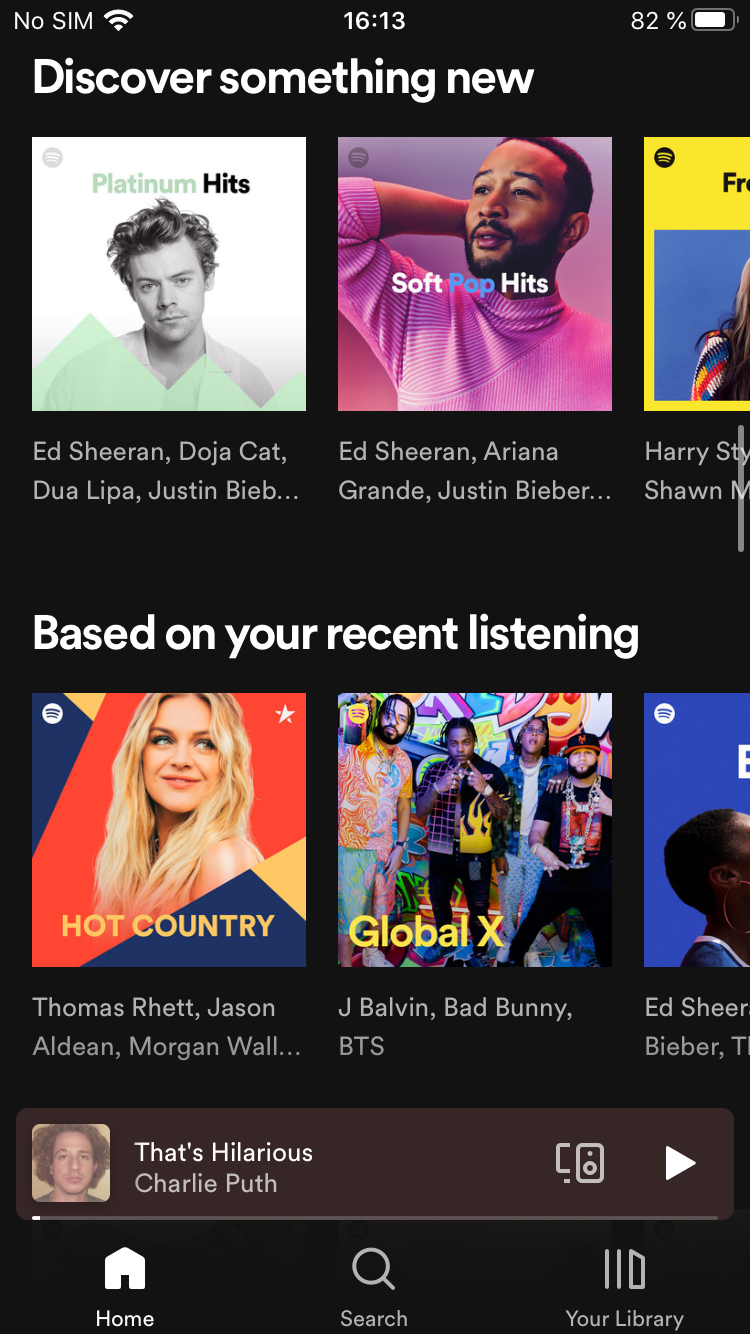 No SIM 16:13 82 %
Discover something new
Platinum Hits
Soft Pop Hits
Fre
Ed Sheeran, Doja Cat,
Dua Lipa, Justin Bieb...
Ed Sheeran, Ariana
Grande, Justin Bieber...
Harry Sty
Shawn M
Based on your recent listening
HOT COUNTRY
Global X
Thomas Rhett, Jason
Aldean, Morgan Wall...
J Balvin, Bad Bunny,
BTS
Ed Sheer
Bieber, Th
That's Hilarious
Charlie Puth
Home
Search
Your Library